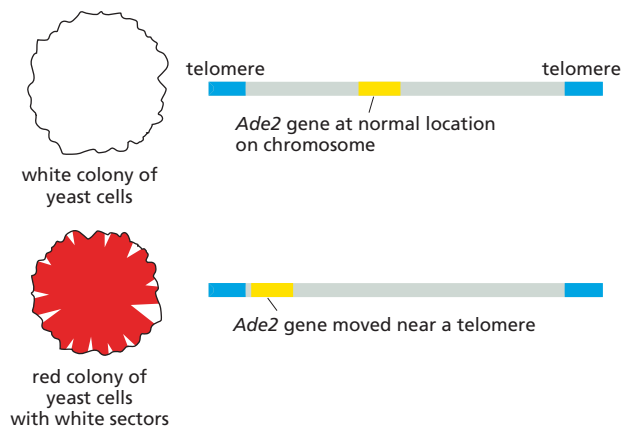 telomere
telomere
Ade2 gene at normal location
on chromosome
white colony of
yeast cells
Ade2 gene moved near a telomere
red colony of
yeast cells
with white sectors